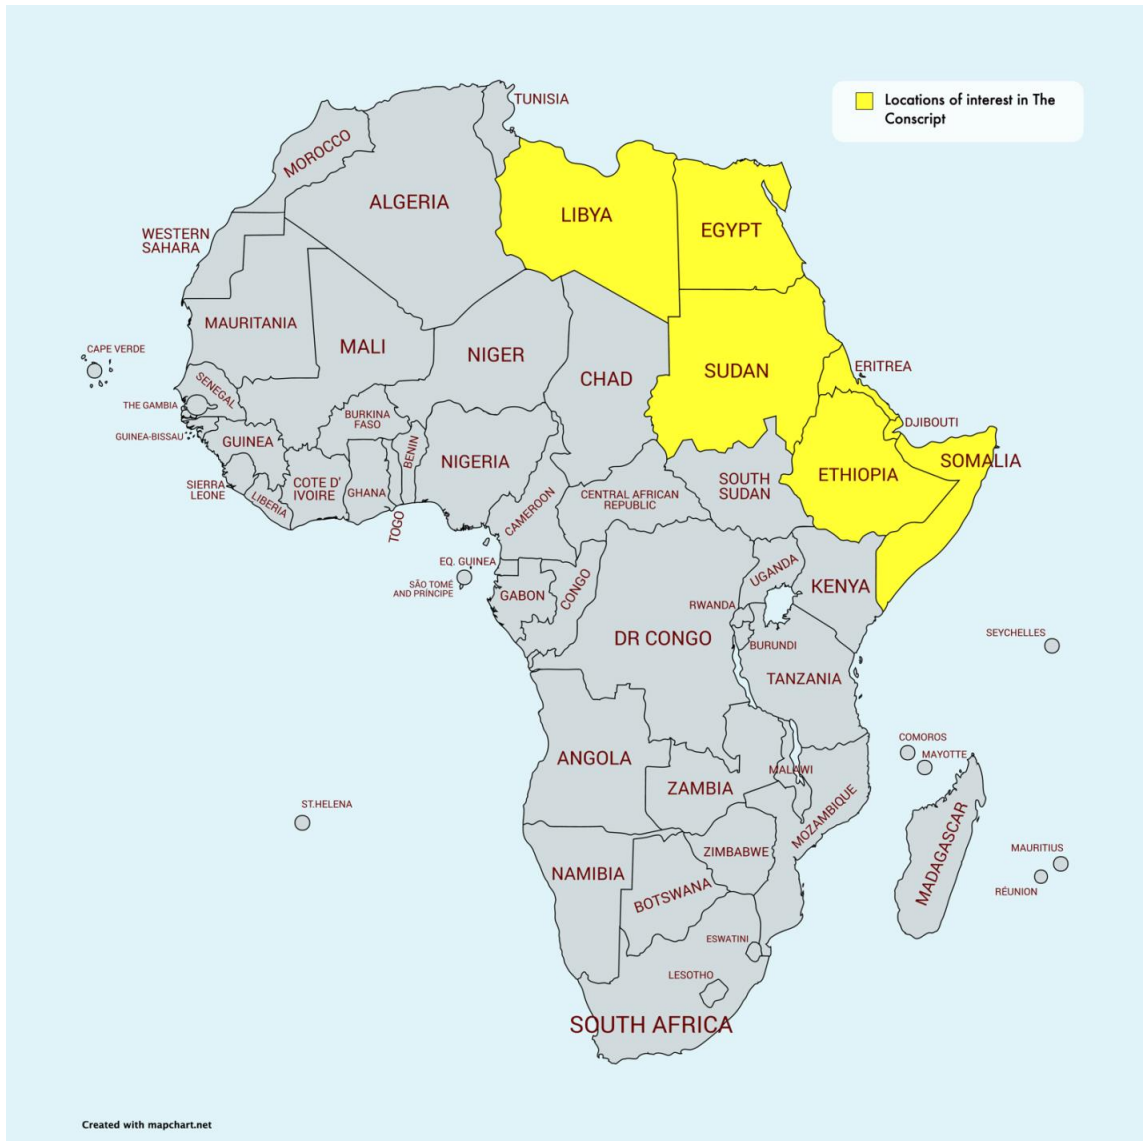 TUNISIA
Locations of interest in The
Conscript
MOROCCO
ALGERIA
LIBYA
EGYPT
WESTERN
SAHARA
MAURITANIA
MALI
NIGER
CHAD
SUDAN
ERITREA
CAPE VERDE
SENEGAL
THE GAMBIA
GUINEA-BISSAU
GUINEA
BURKINA
FASO
BENIN
NIGERIA
DJIBOUTI
SOMALIA
ETHIOPIA
SOUTH
SUDAN
SIERRA
LEONE
LIBERIA
COTE D'
IVOIRE
GHANA
TOGO
CAMEROON
CENTRAL AFRICAN
REPUBLIC
EQ. GUINEA
SÃO TOMÉ
AND PRÍNCIPE
GABON
CONGO
UGANDA
KENYA
RWANDA
DR CONGO
BURUNDI
TANZANIA
SEYCHELLES
COMOROS
MAYOTTE
ANGOLA
ZAMBIA
MALAWI
MOZAMBIQUE
ST.HELENA
MADAGASCAR
MAURITIUS
RÉUNION
NAMIBIA
BOTSWANA
ZIMBABWE
ESWATINI
LESOTHO
SOUTH AFRICA
Created with mapchart.net